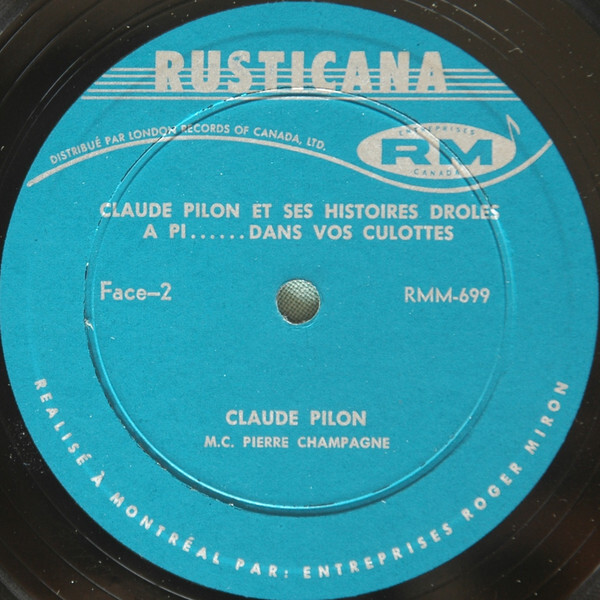 RUSTICANA
DISTRIBUÉ PAR LONDON RECORDS OF CANADA, LTD.
ENTREPRISES
RM
CANADA
CLAUDE PILON ET SES HISTOIRES DROLES
A PI......DANS VOS CULOTTES
Face-2
RMM-699
CLAUDE PILON
M.C. PIERRE CHAMPAGNE
REALISÉ À MONTRÉAL PAR: ENTREPRISES ROGER MIRON